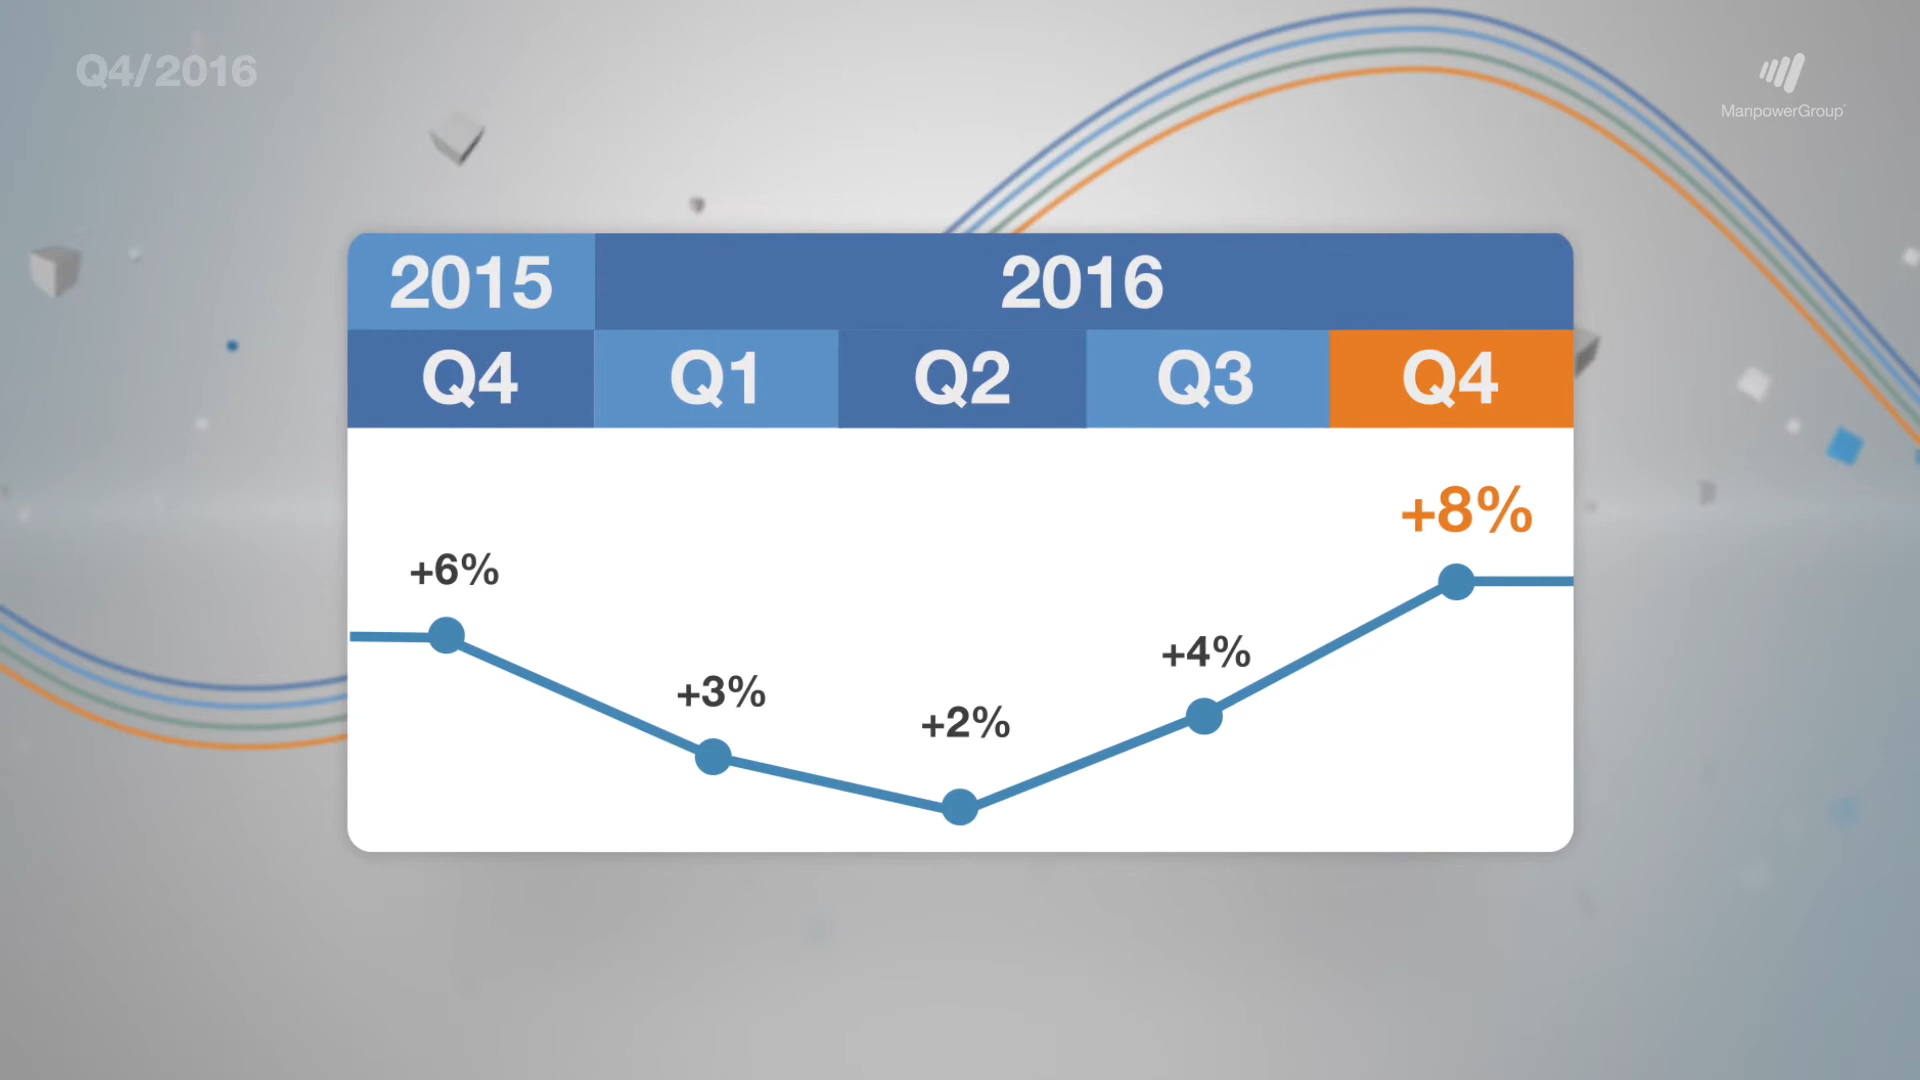 Q4/2016
ManpowerGroup
2015 2016
Q4 Q1 Q2 Q3 Q4
+8%
+6%
+4%
+3%
+2%